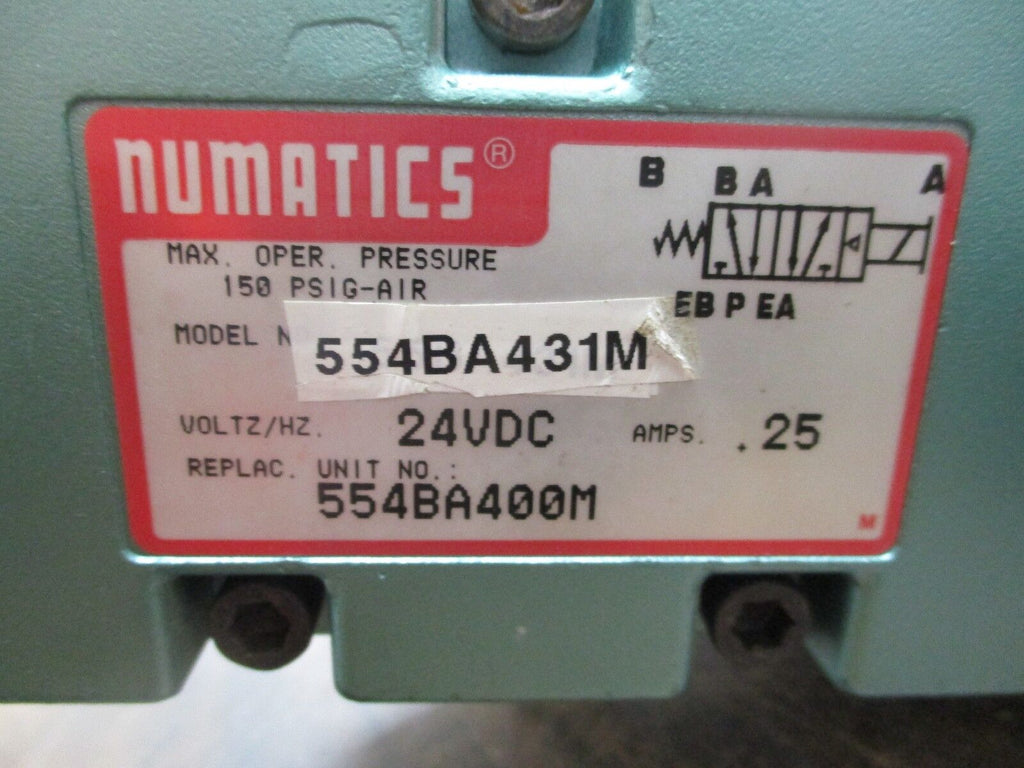 NUMATICS®
B BA A
EB P EA
MAX. OPER. PRESSURE
150 PSIG-AIR
MODEL N 554BA431M
VOLTZ/HZ. 24VDC AMPS. .25
REPLAC. UNIT NO.:
554BA400M
M